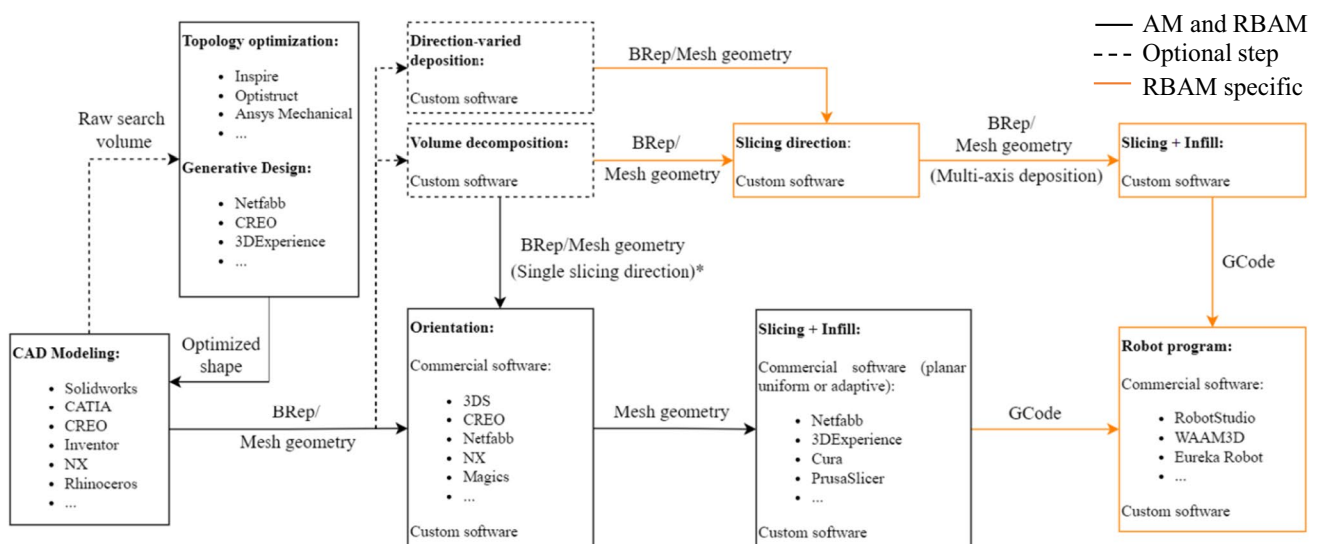 AM and RBAM
Optional step
RBAM specific
Topology optimization:
• Inspire
• Optistruct
• Ansys Mechanical
• ...
Generative Design:
• Netfabb
• CREO
• 3DExperience
• ...
Raw search
volume
Optimized
shape
CAD Modeling:
• Solidworks
• CATIA
• CREO
• Inventor
• NX
• Rhinoceros
• ...
BRep/
Mesh geometry
Direction-varied
deposition:
Custom software
BRep/Mesh geometry
Volume decomposition:
Custom software
BRep/
Mesh geometry
Slicing direction:
Custom software
BRep/
Mesh geometry
(Multi-axis deposition)
Slicing + Infill:
Custom software
BRep/Mesh geometry
(Single slicing direction)*
GCode
Orientation:
Commercial software:
• 3DS
• CREO
• Netfabb
• NX
• Magics
• ...
Custom software
Mesh geometry
Slicing + Infill:
Commercial software (planar
uniform or adaptive):
• Netfabb
• 3DExperience
• Cura
• PrusaSlicer
• ...
Custom software
GCode
Robot program:
Commercial software:
• RobotStudio
• WAAM3D
• Eureka Robot
• ...
Custom software